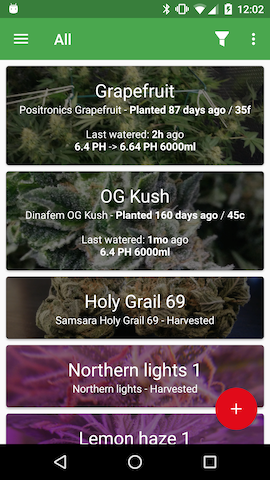 12:02
All
Grapefruit
Positronics Grapefruit - Planted 87 days ago / 35f
Last watered: 2h ago
6.4 PH -> 6.64 PH 6000ml
OG Kush
Dinafem OG Kush - Planted 160 days ago / 45c
Last watered: 1mo ago
6.4 PH 6000ml
Holy Grail 69
Samsara Holy Grail 69 - Harvested
Northern lights 1
Northern lights - Harvested
Lemon haze 1